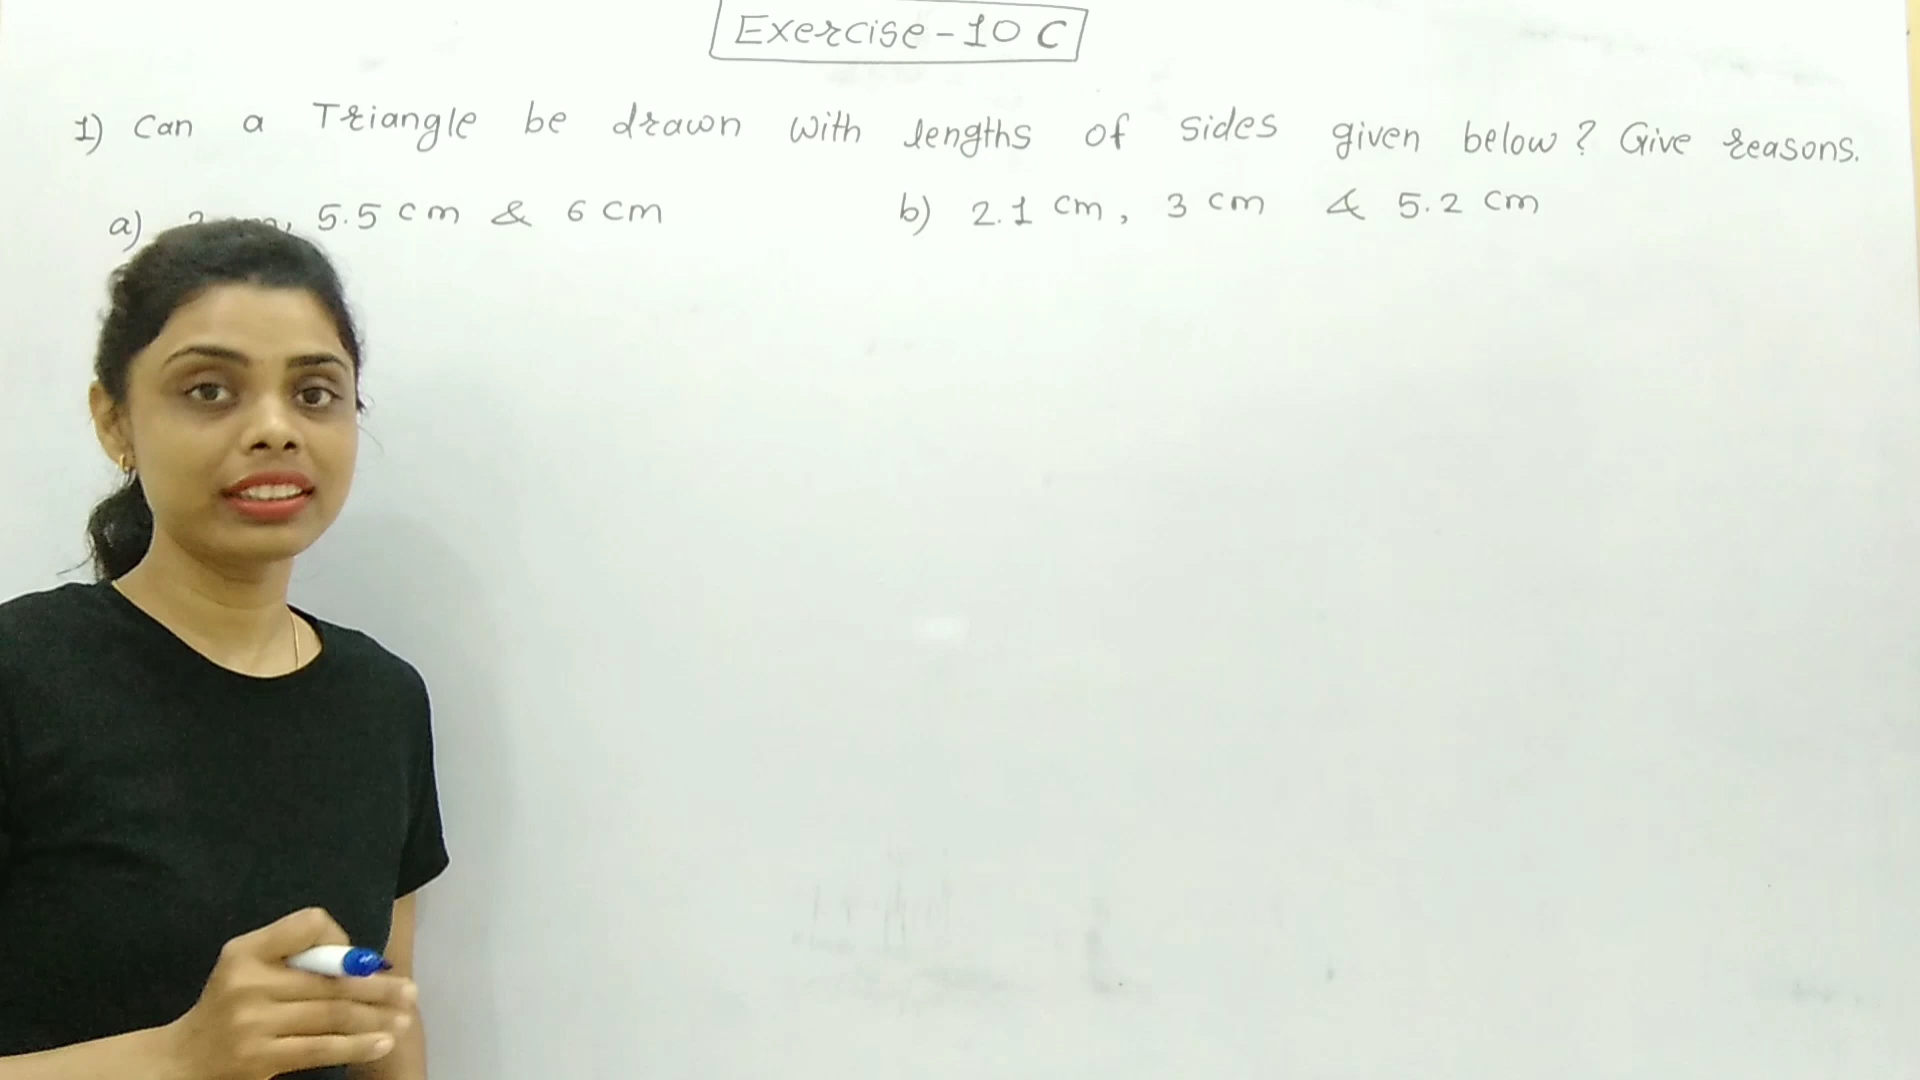 Exercise - 10 C
1) Can a Triangle be drawn with lengths of sides given below? Give reasons.
a) 5.5 cm & 6 cm b) 2.1 cm, 3 cm & 5.2 cm